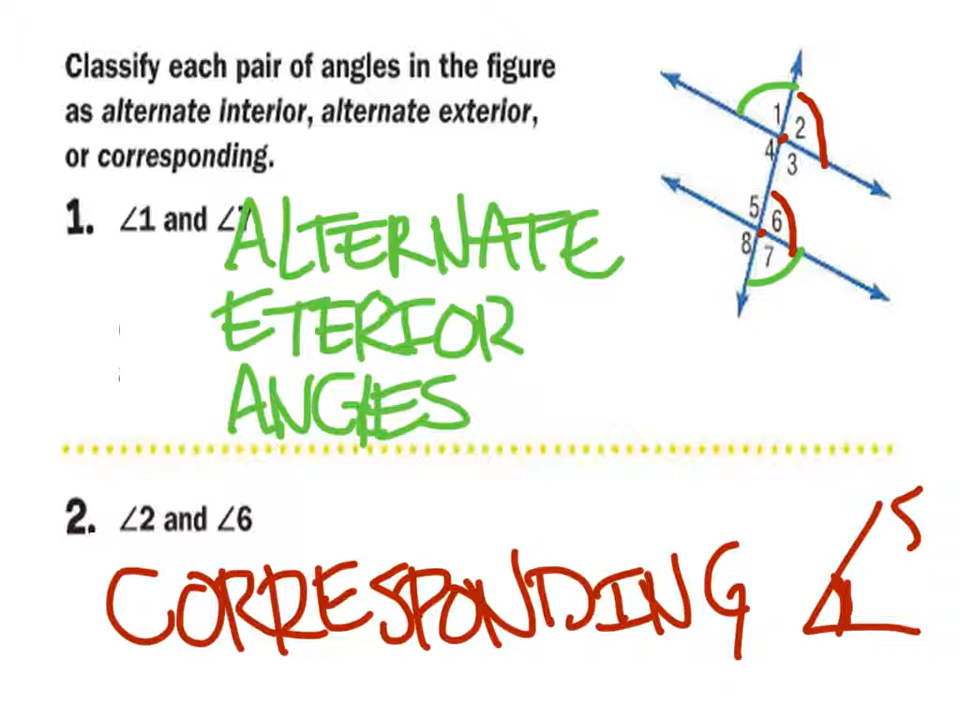 Classify each pair of angles in the figure
as alternate interior, alternate exterior,
or corresponding.
1. ∠1 and ∠7
ALTERNATE
ETERIOR
ANGLES
2. ∠2 and ∠6
CORRESPONDING ∠S
1
2
4
3
5
6
8
7